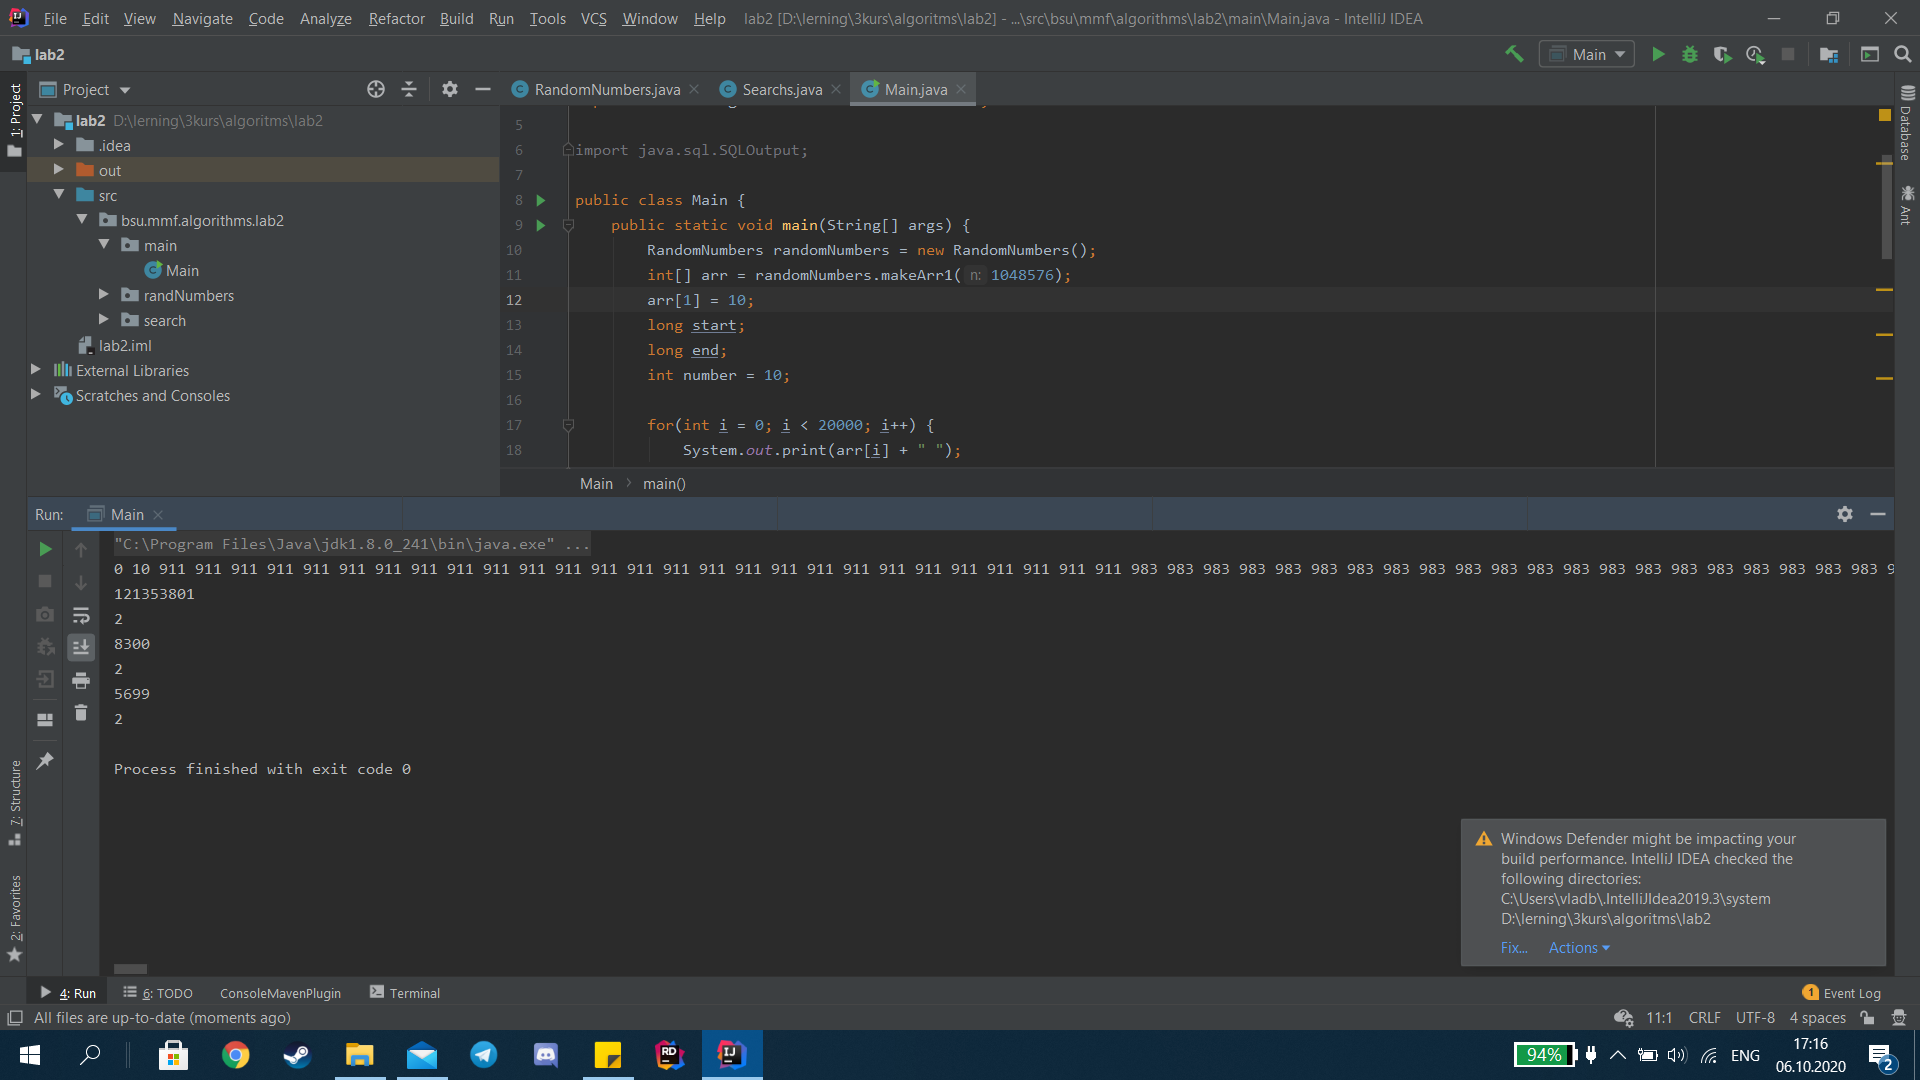 File Edit View Navigate Code Analyze Refactor Build Run Tools VCS Window Help lab2 [D:\lerning\3kurs\algoritms\lab2] - ...\src\bsu\mmf\algorithms\lab2\main\Main.java - IntelliJ IDEA
lab2
Main
1: Project
Project
RandomNumbers.java
Searchs.java
Main.java
lab2 D:\lerning\3kurs\algoritms\lab2
.idea
out
src
bsu.mmf.algorithms.lab2
main
Main
randNumbers
search
lab2.iml
External Libraries
Scratches and Consoles
5
6 import java.sql.SQLOutput;
7
8 public class Main {
9 public static void main(String[] args) {
10 RandomNumbers randomNumbers = new RandomNumbers();
11 int[] arr = randomNumbers.makeArr1( n: 1048576);
12 arr[1] = 10;
13 long start;
14 long end;
15 int number = 10;
16
17 for(int i = 0; i < 20000; i++) {
18 System.out.print(arr[i] + " ");
Main main()
Database
Ant
Run: Main
"C:\Program Files\Java\jdk1.8.0_241\bin\java.exe" ...
0 10 911 911 911 911 911 911 911 911 911 911 911 911 911 911 911 911 911 911 911 911 911 911 911 911 911 911 911 983 983 983 983 983 983 983 983 983 983 983 983 983 983 983 983 983 983 983 983 983 9
121353801
2
8300
2
5699
2
Process finished with exit code 0
7: Structure
2: Favorites
Windows Defender might be impacting your
build performance. IntelliJ IDEA checked the
following directories:
C:\Users\vladb\.IntelliJIdea2019.3\system
D:\lerning\3kurs\algoritms\lab2
Fix... Actions
4: Run 6: TODO ConsoleMavenPlugin Terminal 1 Event Log
All files are up-to-date (moments ago) 11:1 CRLF UTF-8 4 spaces
94% ENG 17:16
06.10.2020
2